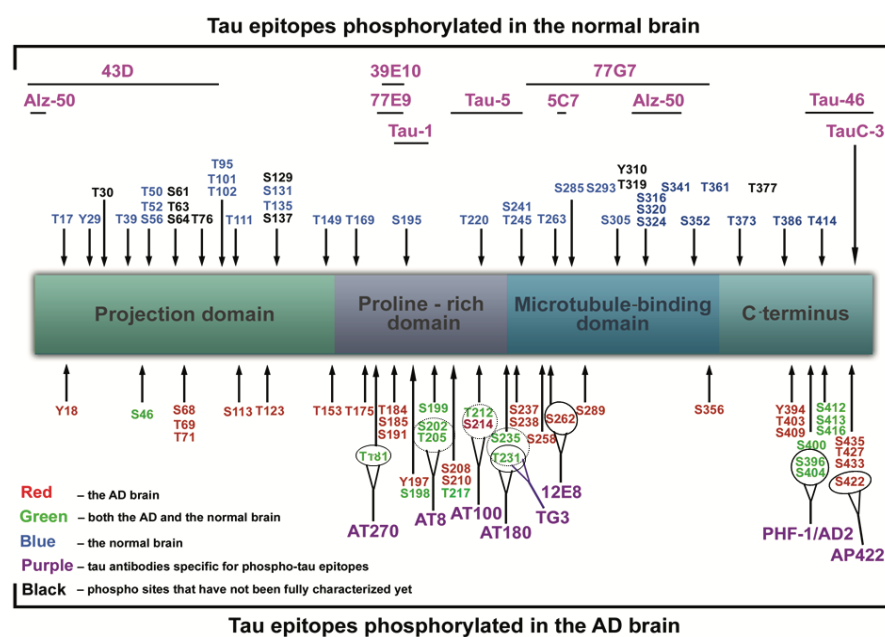 Tau epitopes phosphorylated in the normal brain
43D
39E10
77G7
Alz-50
77E9
Tau-5
5C7
Alz-50
Tau-46
Tau-1
TauC-3
T95
T101
T102
S129
S131
T135
S137
Y310
T319
T30
T50
T52
S56
S61
T63
S64
S285
S293
S316
S320
S324
S341
T361
T377
T17
Y29
T39
T76
T111
T149
T169
S195
T220
S241
T245
T263
S305
S352
T373
T386
T414
Projection domain
Proline - rich
domain
Microtubule-binding
domain
C-terminus
Y18
S46
S68
T69
T71
S113
T123
T153
T175
T184
S185
S191
S199
S202
T205
T212
S214
S237
S238
S235
T231
S258
S262
S289
S356
Y394
T403
S409
S412
S413
S416
S400
S396
S404
S435
T427
S433
S422
Tτ81
Y197
S198
S208
S210
T217
12E8
TG3
AT270
AT8
AT100
AT180
PHF-1/AD2
AP422
Red – the AD brain
Green – both the AD and the normal brain
Blue – the normal brain
Purple – tau antibodies specific for phospho-tau epitopes
Black – phospho sites that have not been fully characterized yet
Tau epitopes phosphorylated in the AD brain